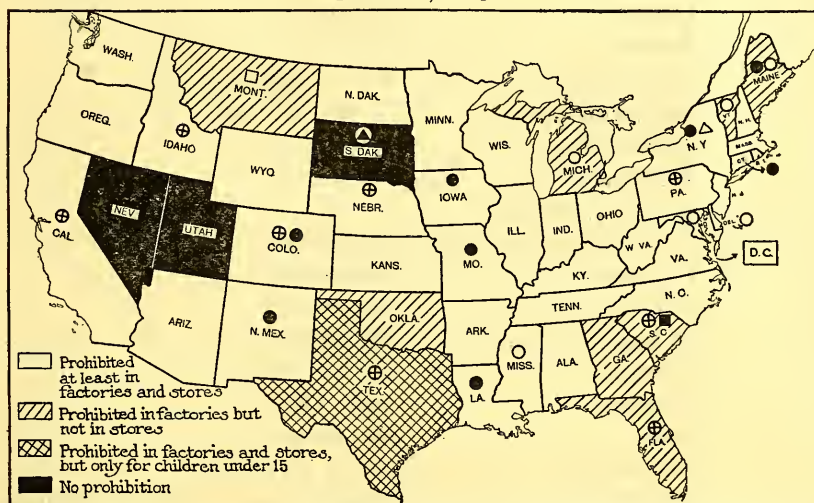 WASH.
MONT.
N. DAK.
MINN.
OREG.
IDAHO
S. DAK.
WIS.
MICH.
N.Y
VT.
N.H.
MAINE
MASS.
CT.
WYO.
NEBR.
IOWA
PA.
N.J.
NEV
UTAH
COLO.
CAL.
ILL.
IND.
OHIO
DEL.
KANS.
MO.
W VA.
VA.
D.C.
KY.
ARIZ.
N. MEX.
OKLA.
ARK.
TENN.
N. C.
S. C
TEX.
LA.
MISS.
ALA.
GA.
FLA.
Prohibited
at least in
factories and stores
Prohibited in factories but
not in stores
Prohibited in factories and stores,
but only for children under 15
No prohibition